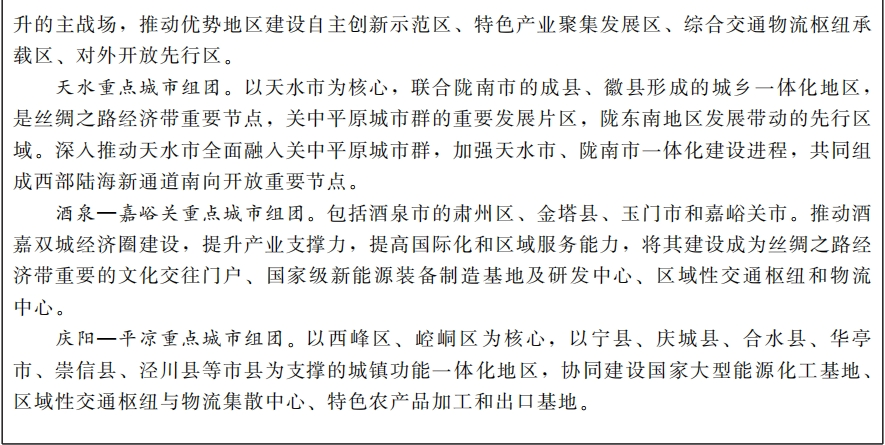 升的主战场，推动优势地区建设自主创新示范区、特色产业聚集发展区、综合交通物流枢纽承
载区、对外开放先行区。
天水重点城市组团。以天水市为核心，联合陇南市的成县、徽县形成的城乡一体化地区，
是丝绸之路经济带重要节点，关中平原城市群的重要发展片区，陇东南地区发展带动的先行区
域。深入推动天水市全面融入关中平原城市群，加强天水市、陇南市一体化建设进程，共同组
成西部陆海新通道南向开放重要节点。
酒泉—嘉峪关重点城市组团。包括酒泉市的肃州区、金塔县、玉门市和嘉峪关市。推动酒
嘉双城经济圈建设，提升产业支撑力，提高国际化和区域服务能力，将其建设成为丝绸之路经
济带重要的文化交往门户、国家级新能源装备制造基地及研发中心、区域性交通枢纽和物流
中心。
庆阳—平凉重点城市组团。以西峰区、崆峒区为核心，以宁县、庆城县、合水县、华亭
市、崇信县、泾川县等市县为支撑的城镇功能一体化地区，协同建设国家大型能源化工基地、
区域性交通枢纽与物流集散中心、特色农产品加工和出口基地。